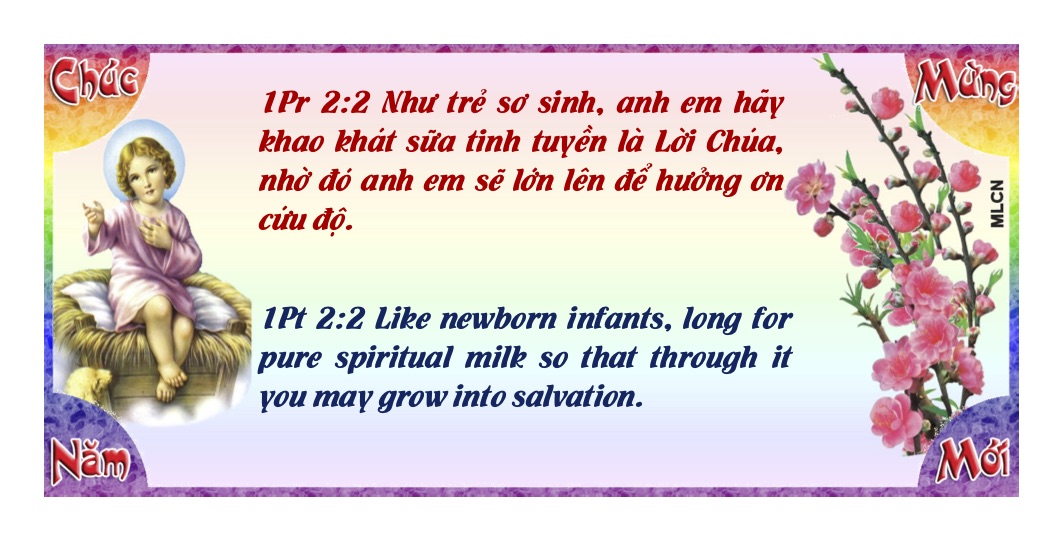 Chúc
Mừng
1Pr 2:2 Như trẻ sơ sinh, anh em hãy
khao khát sữa tinh tuyền là Lời Chúa,
nhờ đó anh em sẽ lớn lên để hưởng ơn
cứu độ.
MLCN
1Pt 2:2 Like newborn infants, long for
pure spiritual milk so that through it
you may grow into salvation.
Năm
Mới